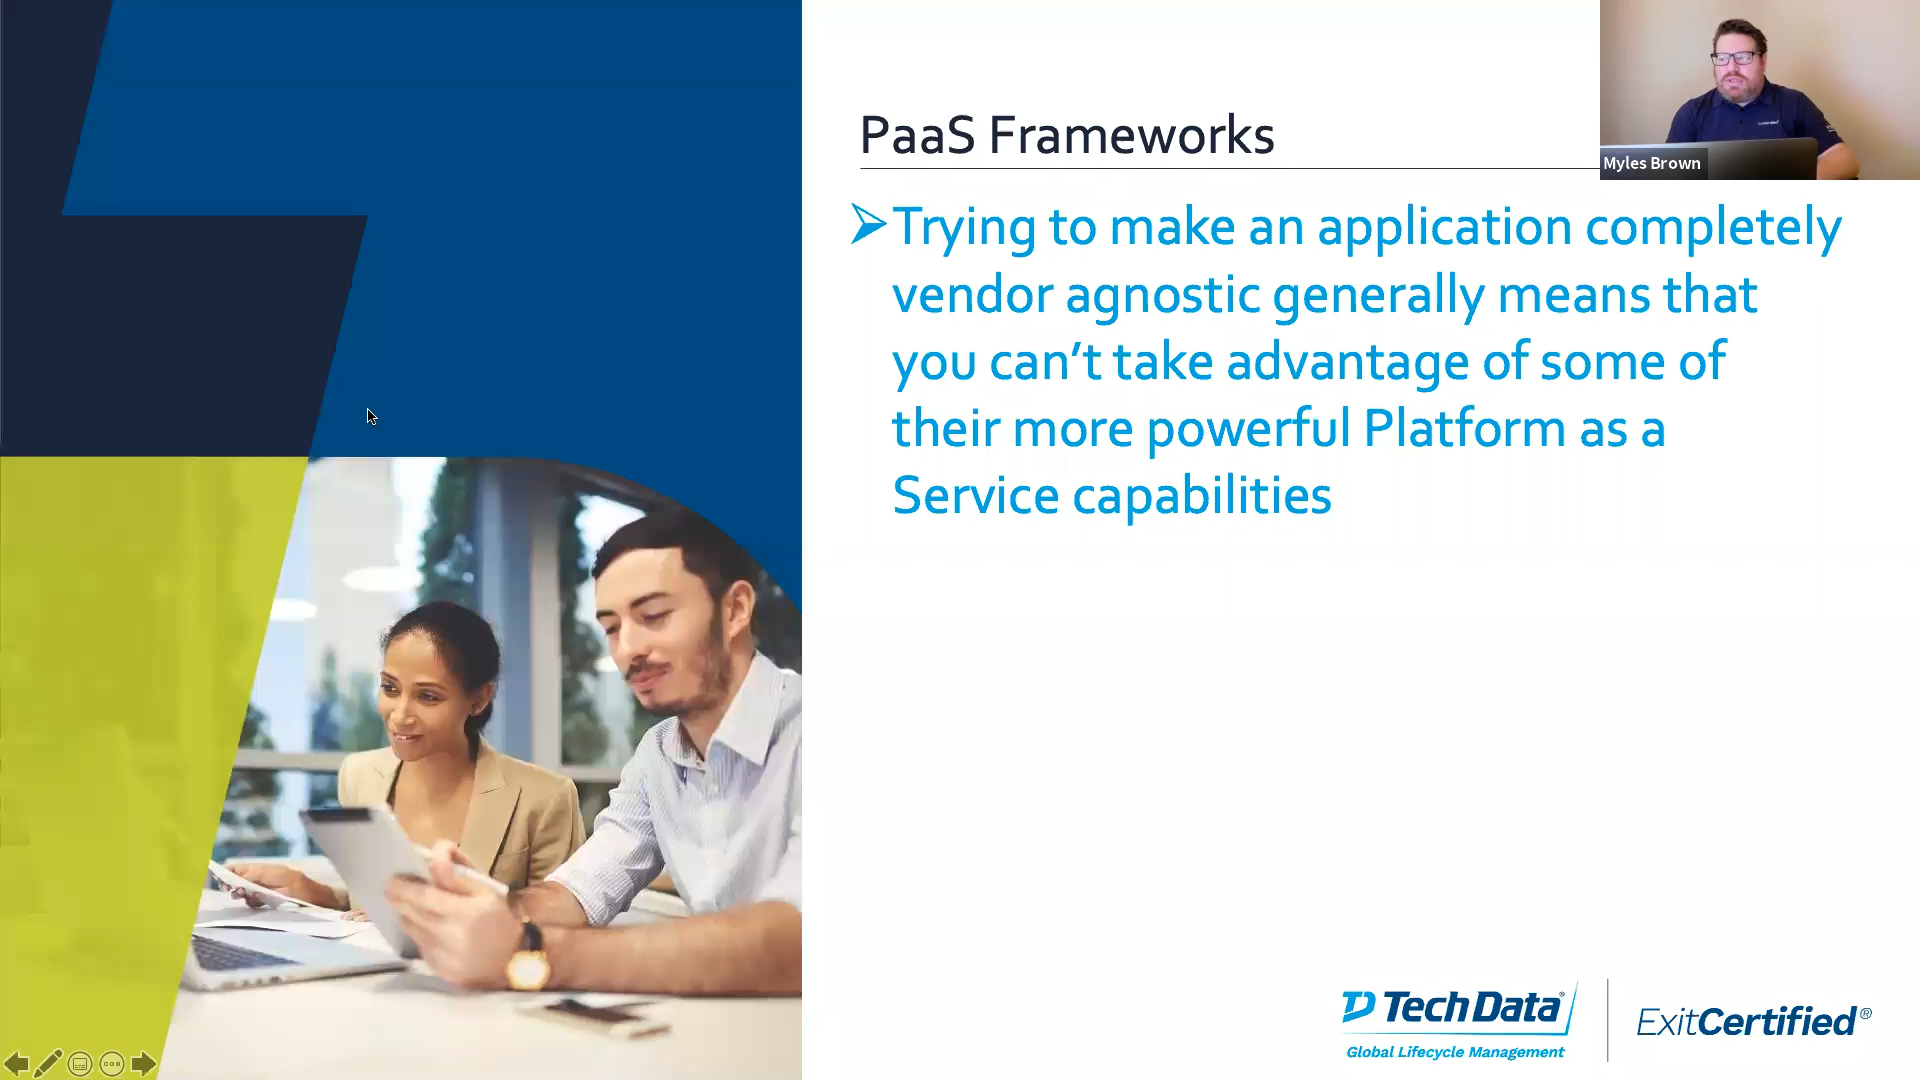 PaaS Frameworks
Myles Brown
Trying to make an application completely
vendor agnostic generally means that
you can’t take advantage of some of
their more powerful Platform as a
Service capabilities
TechData®
Global Lifecycle Management
ExitCertified®